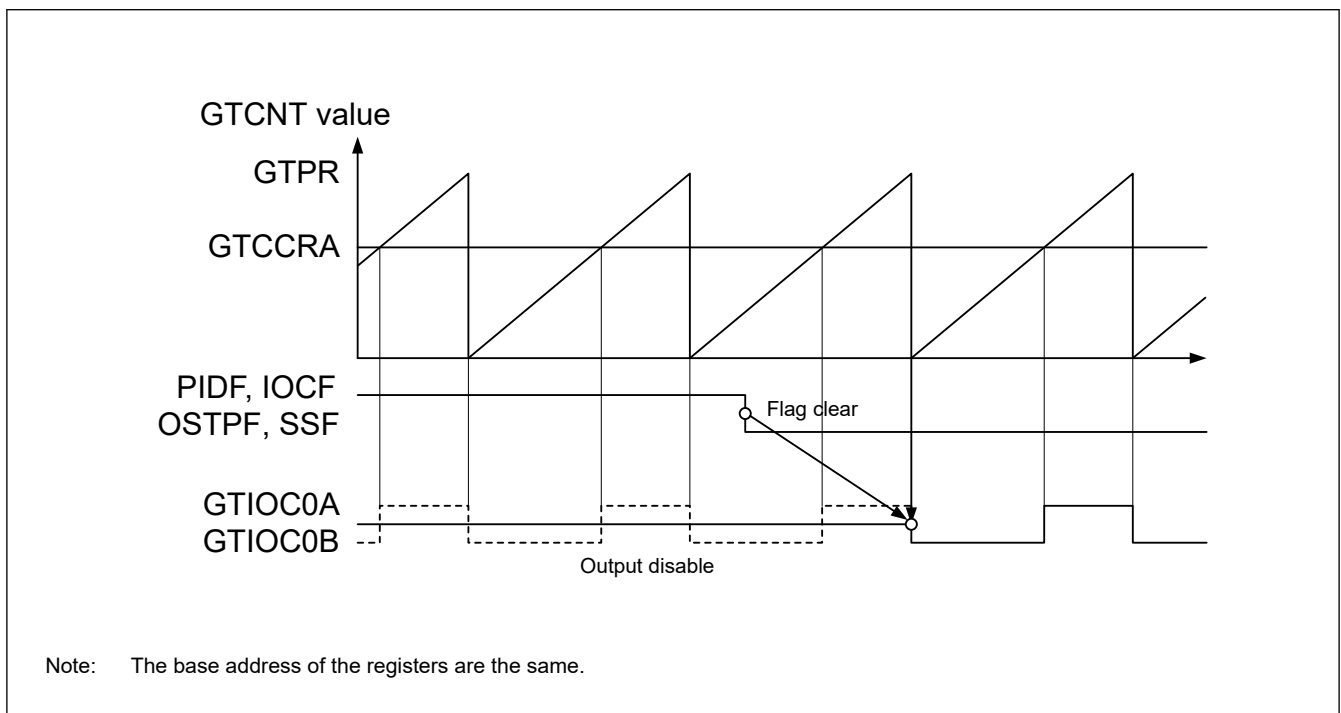 GTCNT value
GTPR
GTCCRA
PIDF, IOCF
OSTPF, SSF
Flag clear
GTIOC0A
GTIOC0B
Output disable
Note: The base address of the registers are the same.